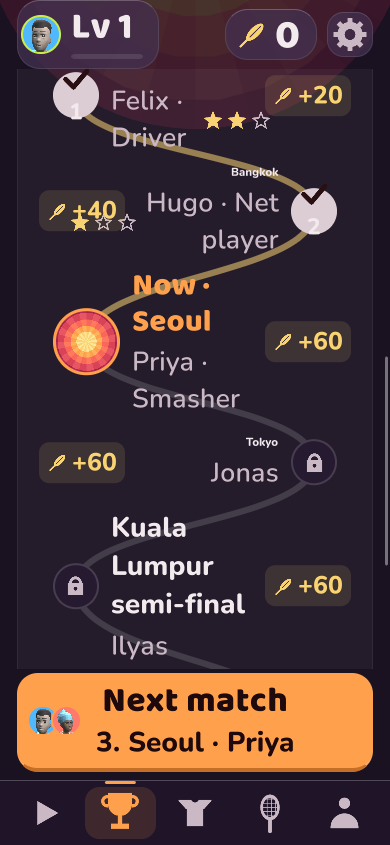 Lv 1
0
Felix ·
Driver
+20
1
Bangkok
Hugo · Net
player
+40
2
Now ·
Seoul
Priya ·
Smasher
+60
Tokyo
Jonas
+60
Kuala
Lumpur
semi-final
Ilyas
+60
Next match
3. Seoul · Priya